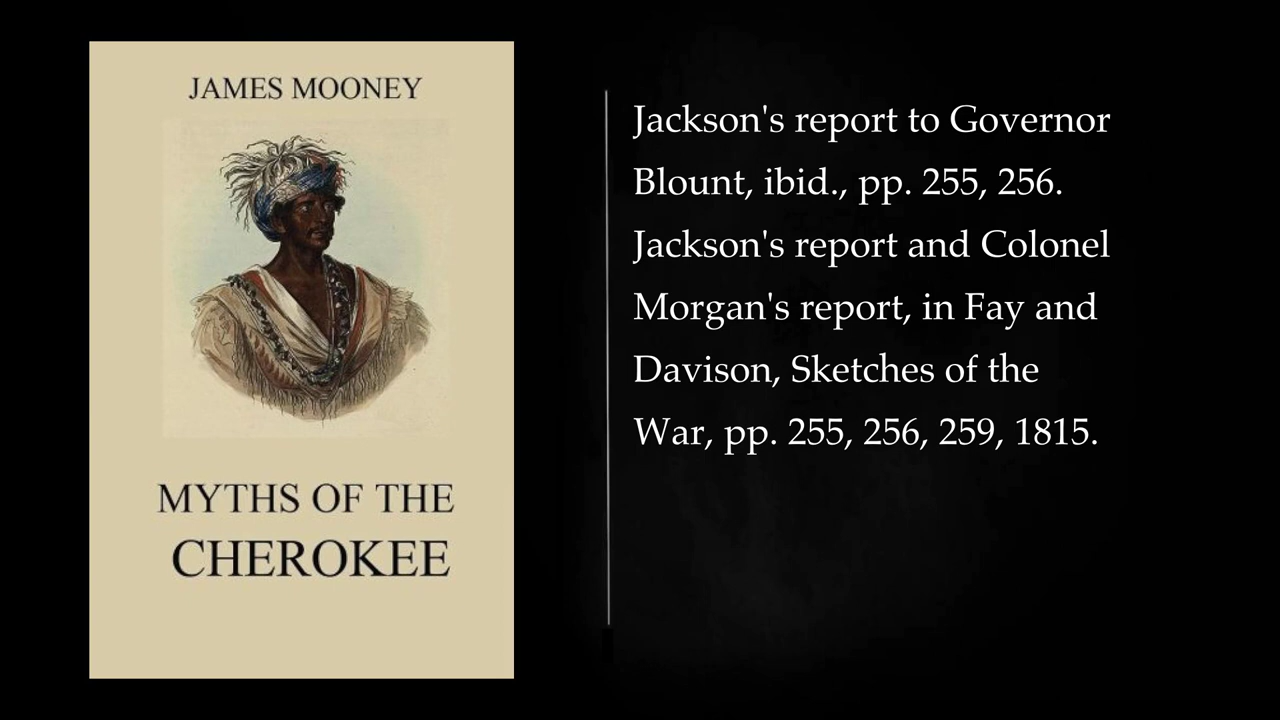 JAMES MOONEY
MYTHS OF THE
CHEROKEE
Jackson's report to Governor
Blount, ibid., pp. 255, 256.
Jackson's report and Colonel
Morgan's report, in Fay and
Davison, Sketches of the
War, pp. 255, 256, 259, 1815.